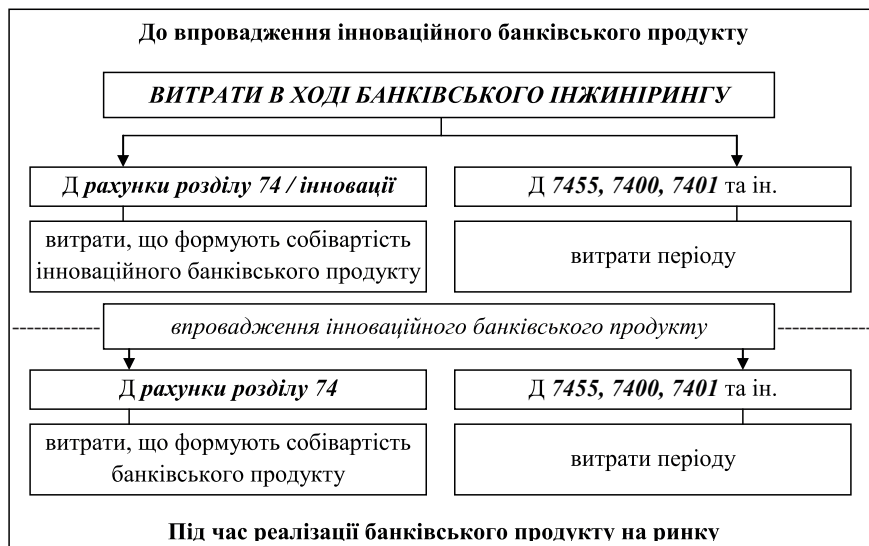 До впровадження інноваційного банківського продукту
ВИТРАТИ В ХОДІ БАНКІВСЬКОГО ІНЖИНІРИНГУ
Д рахунки розділу 74 / інновації
Д 7455, 7400, 7401 та ін.
витрати, що формують собівартість
інноваційного банківського продукту
витрати періоду
впровадження інноваційного банківського продукту
Д рахунки розділу 74
Д 7455, 7400, 7401 та ін.
витрати, що формують собівартість
банківського продукту
витрати періоду
Під час реалізації банківського продукту на ринку